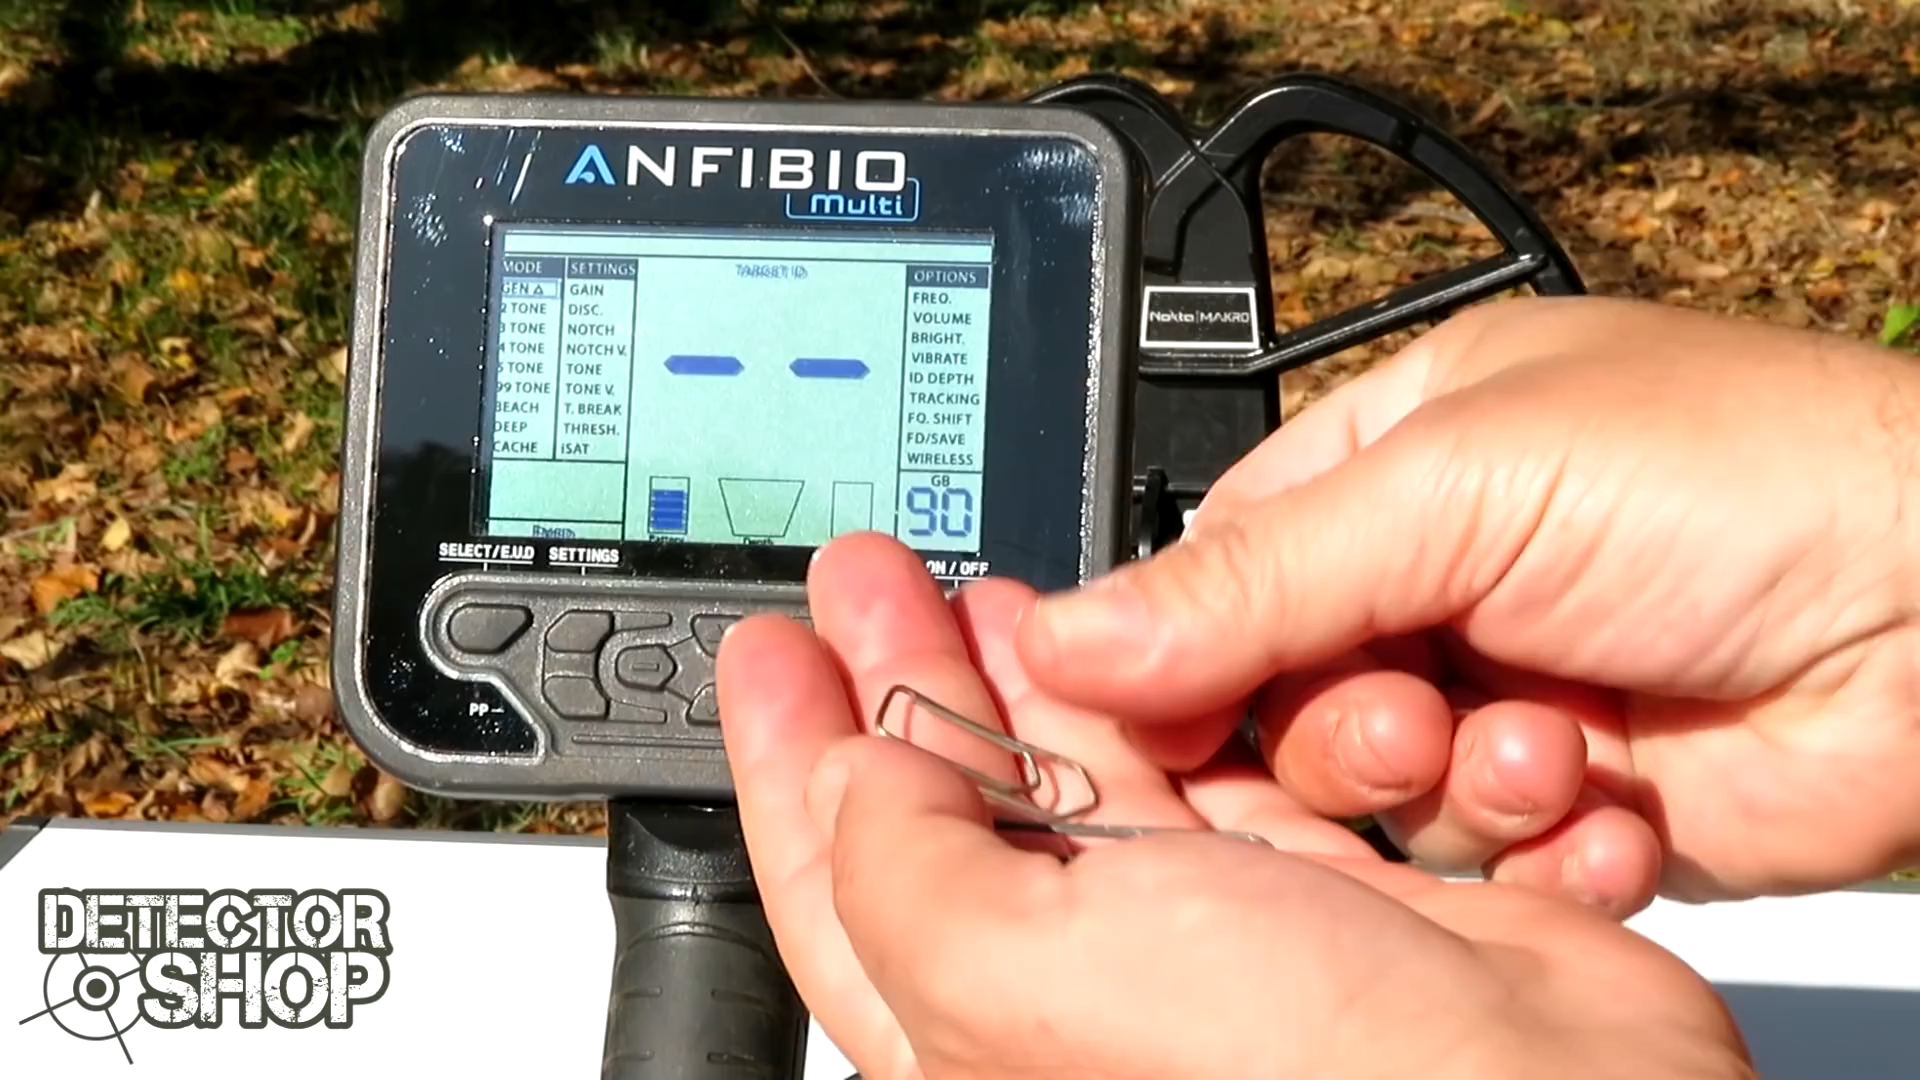 ANFIBIO
multi
MODE
GEN
2 TONE
3 TONE
4 TONE
5 TONE
99 TONE
BEACH
DEEP
CACHE
SETTINGS
GAIN
DISC.
NOTCH
NOTCH V.
TONE
TONE V.
T. BREAK
THRESH.
iSAT
TARGET ID
OPTIONS
FREQ.
VOLUME
BRIGHT.
VIBRATE
ID DEPTH
TRACKING
FQ. SHIFT
FD/SAVE
WIRELESS
GB
90
Battery
Depth
SELECT/E.U.D
SETTINGS
ON / OFF
PP
Nokta|MAKRO
DETECTOR
SHOP